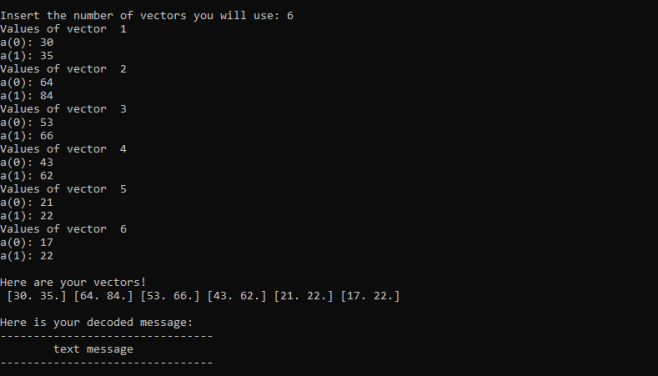 Insert the number of vectors you will use: 6
Values of vector  1
a(0): 30
a(1): 35
Values of vector  2
a(0): 64
a(1): 84
Values of vector  3
a(0): 53
a(1): 66
Values of vector  4
a(0): 43
a(1): 62
Values of vector  5
a(0): 21
a(1): 22
Values of vector  6
a(0): 17
a(1): 22
Here are your vectors!
[30. 35.] [64. 84.] [53. 66.] [43. 62.] [21. 22.] [17. 22.]
Here is your decoded message:
--------------------------------
text message
--------------------------------